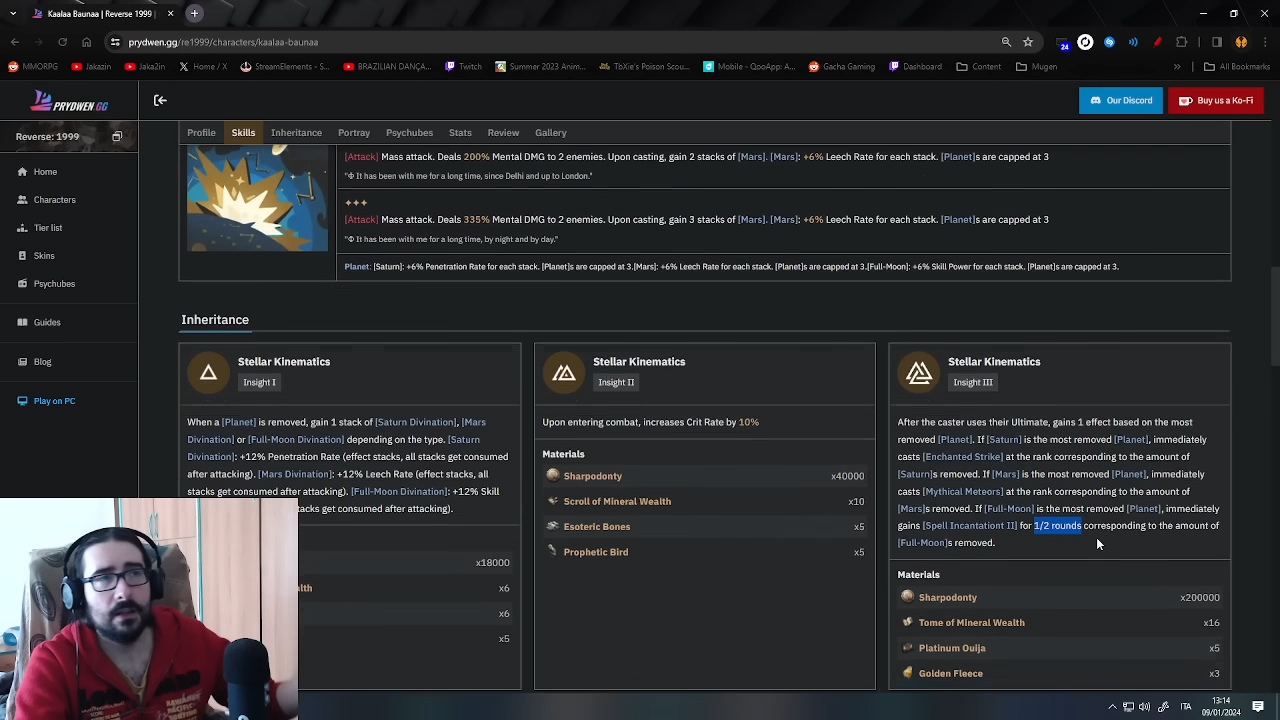 Kaalaa Baunaa | Reverse: 1999 |
prydwen.gg/re1999/characters/kaalaa-baunaa
24
MMORPG
Jakazin
Jaka2in
Home / X
StreamElements - S...
BRAZILIAN DANÇA...
Twitch
Summer 2023 Anim...
TbXie's Poison Scou...
Mobile - QooApp: A...
Gacha Gaming
Dashboard
Content
Mugen
»
All Bookmarks
PRYDWEN.GG
Our Discord
Buy us a Ko-Fi
Reverse: 1999
Profile
Skills
Inheritance
Portray
Psychubes
Stats
Review
Gallery
Home
Characters
Tier list
Skins
Psychubes
Guides
Blog
Play on PC
[Attack] Mass attack. Deals 200% Mental DMG to 2 enemies. Upon casting, gain 2 stacks of [Mars]. [Mars]: +6% Leech Rate for each stack. [Planet]s are capped at 3
"Φ It has been with me for a long time, since Delhi and up to London."
✦✦✦
[Attack] Mass attack. Deals 335% Mental DMG to 2 enemies. Upon casting, gain 3 stacks of [Mars]. [Mars]: +6% Leech Rate for each stack. [Planet]s are capped at 3
"Φ It has been with me for a long time, by night and by day."
Planet: [Saturn]: +6% Penetration Rate for each stack. [Planet]s are capped at 3.[Mars]: +6% Leech Rate for each stack. [Planet]s are capped at 3.[Full-Moon]: +6% Skill Power for each stack. [Planet]s are capped at 3.
Inheritance
Stellar Kinematics
Insight I
When a [Planet] is removed, gain 1 stack of [Saturn Divination], [Mars
Divination] or [Full-Moon Divination] depending on the type. [Saturn
Divination]: +12% Penetration Rate (effect stacks, all stacks get consumed
after attacking). [Mars Divination]: +12% Leech Rate (effect stacks, all
stacks get consumed after attacking). [Full-Moon Divination]: +12% Skill
x18000
x6
x6
x5
Stellar Kinematics
Insight II
Upon entering combat, increases Crit Rate by 10%
Materials
Sharpodonty x40000
Scroll of Mineral Wealth x10
Esoteric Bones x5
Prophetic Bird x5
Stellar Kinematics
Insight III
After the caster uses their Ultimate, gains 1 effect based on the most
removed [Planet]. If [Saturn] is the most removed [Planet], immediately
casts [Enchanted Strike] at the rank corresponding to the amount of
[Saturn]s removed. If [Mars] is the most removed [Planet], immediately
casts [Mythical Meteors] at the rank corresponding to the amount of
[Mars]s removed. If [Full-Moon] is the most removed [Planet], immediately
gains [Spell Incantationt II] for 1/2 rounds corresponding to the amount of
[Full-Moon]s removed.
Materials
Sharpodonty x200000
Tome of Mineral Wealth x16
Platinum Ouija x5
Golden Fleece x3
ITA
13:14
09/01/2024